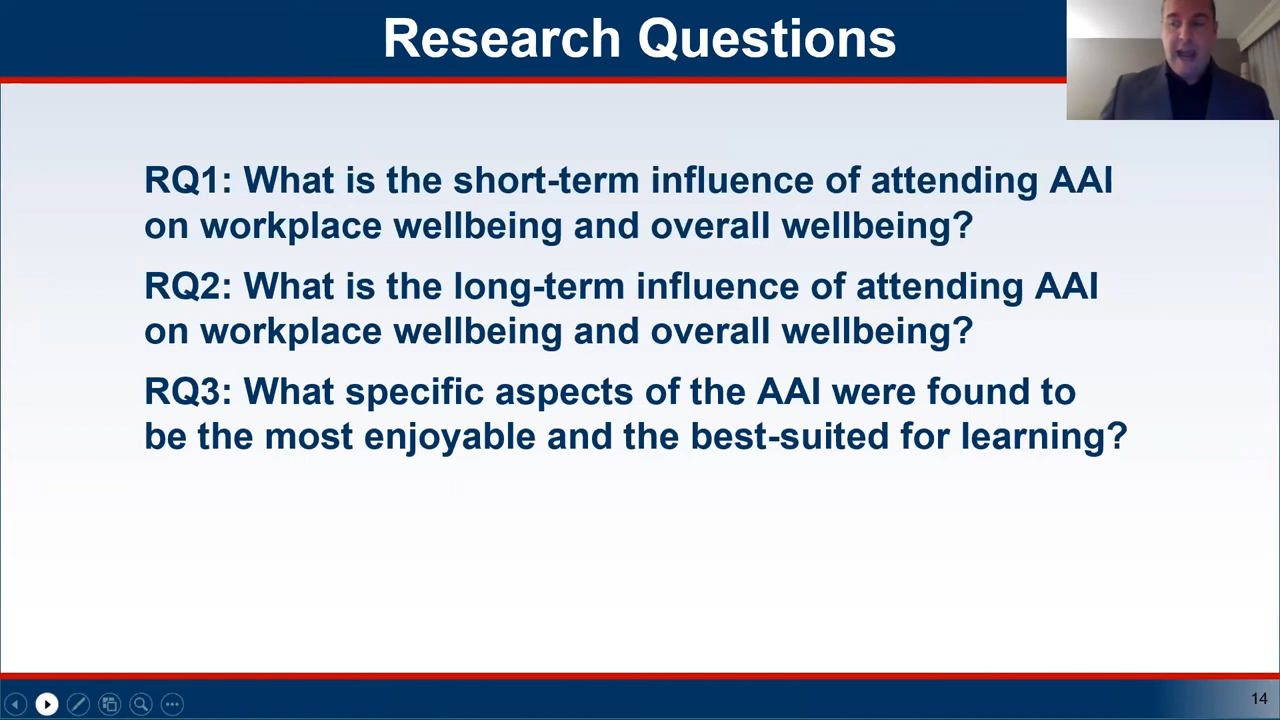 Research Questions
RQ1: What is the short-term influence of attending AAI
on workplace wellbeing and overall wellbeing?
RQ2: What is the long-term influence of attending AAI
on workplace wellbeing and overall wellbeing?
RQ3: What specific aspects of the AAI were found to
be the most enjoyable and the best-suited for learning?
14